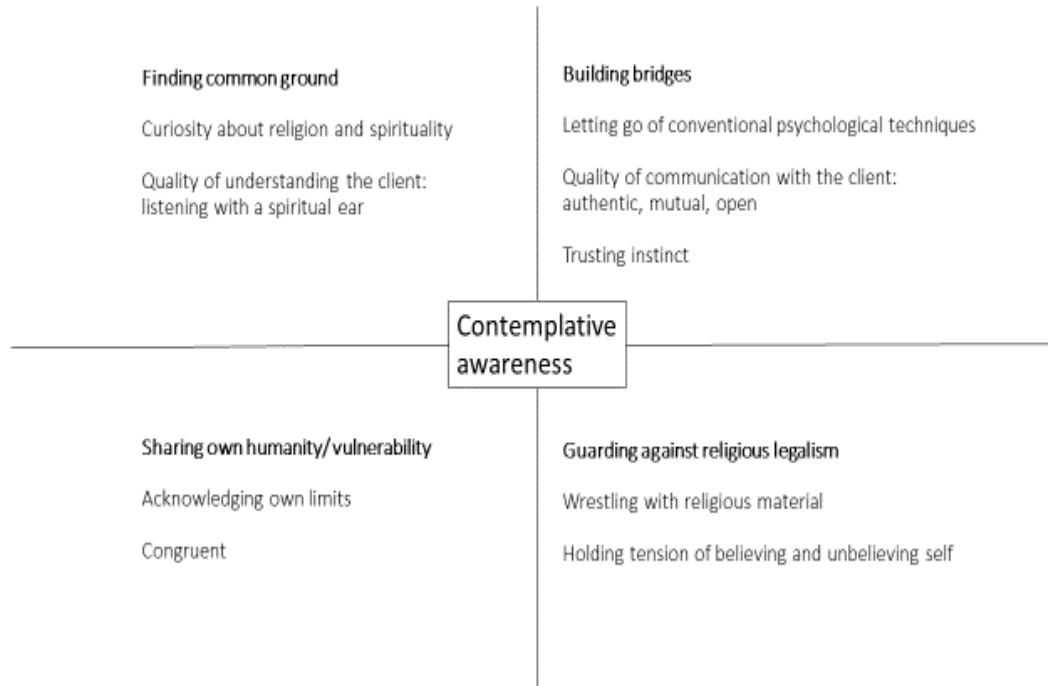 Finding common ground
Curiosity about religion and spirituality
Quality of understanding the client:
listening with a spiritual ear
Building bridges
Letting go of conventional psychological techniques
Quality of communication with the client:
authentic, mutual, open
Trusting instinct
Contemplative
awareness
Sharing own humanity/vulnerability
Acknowledging own limits
Congruent
Guarding against religious legalism
Wrestling with religious material
Holding tension of believing and unbelieving self